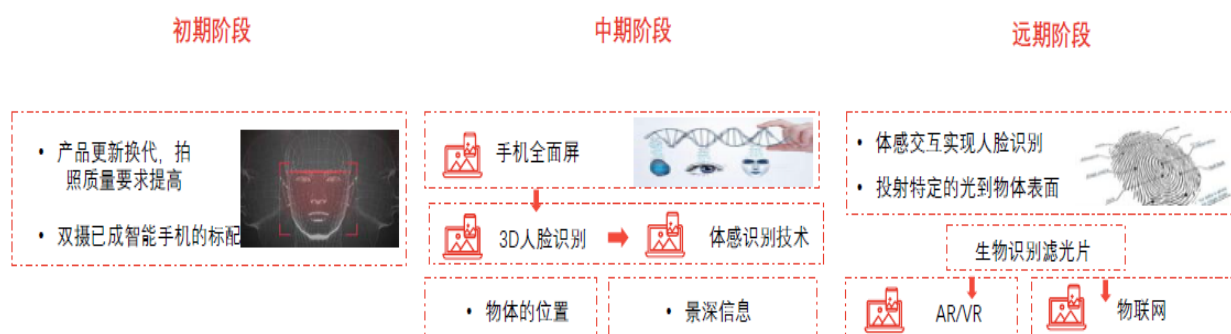 初期阶段
中期阶段
远期阶段
• 产品更新换代，拍
照质量要求提高
• 双摄已成智能手机的标配
手机全面屏
3D人脸识别
体感识别技术
• 物体的位置
• 景深信息
• 体感交互实现人脸识别
• 投射特定的光到物体表面
生物识别滤光片
AR/VR
物联网